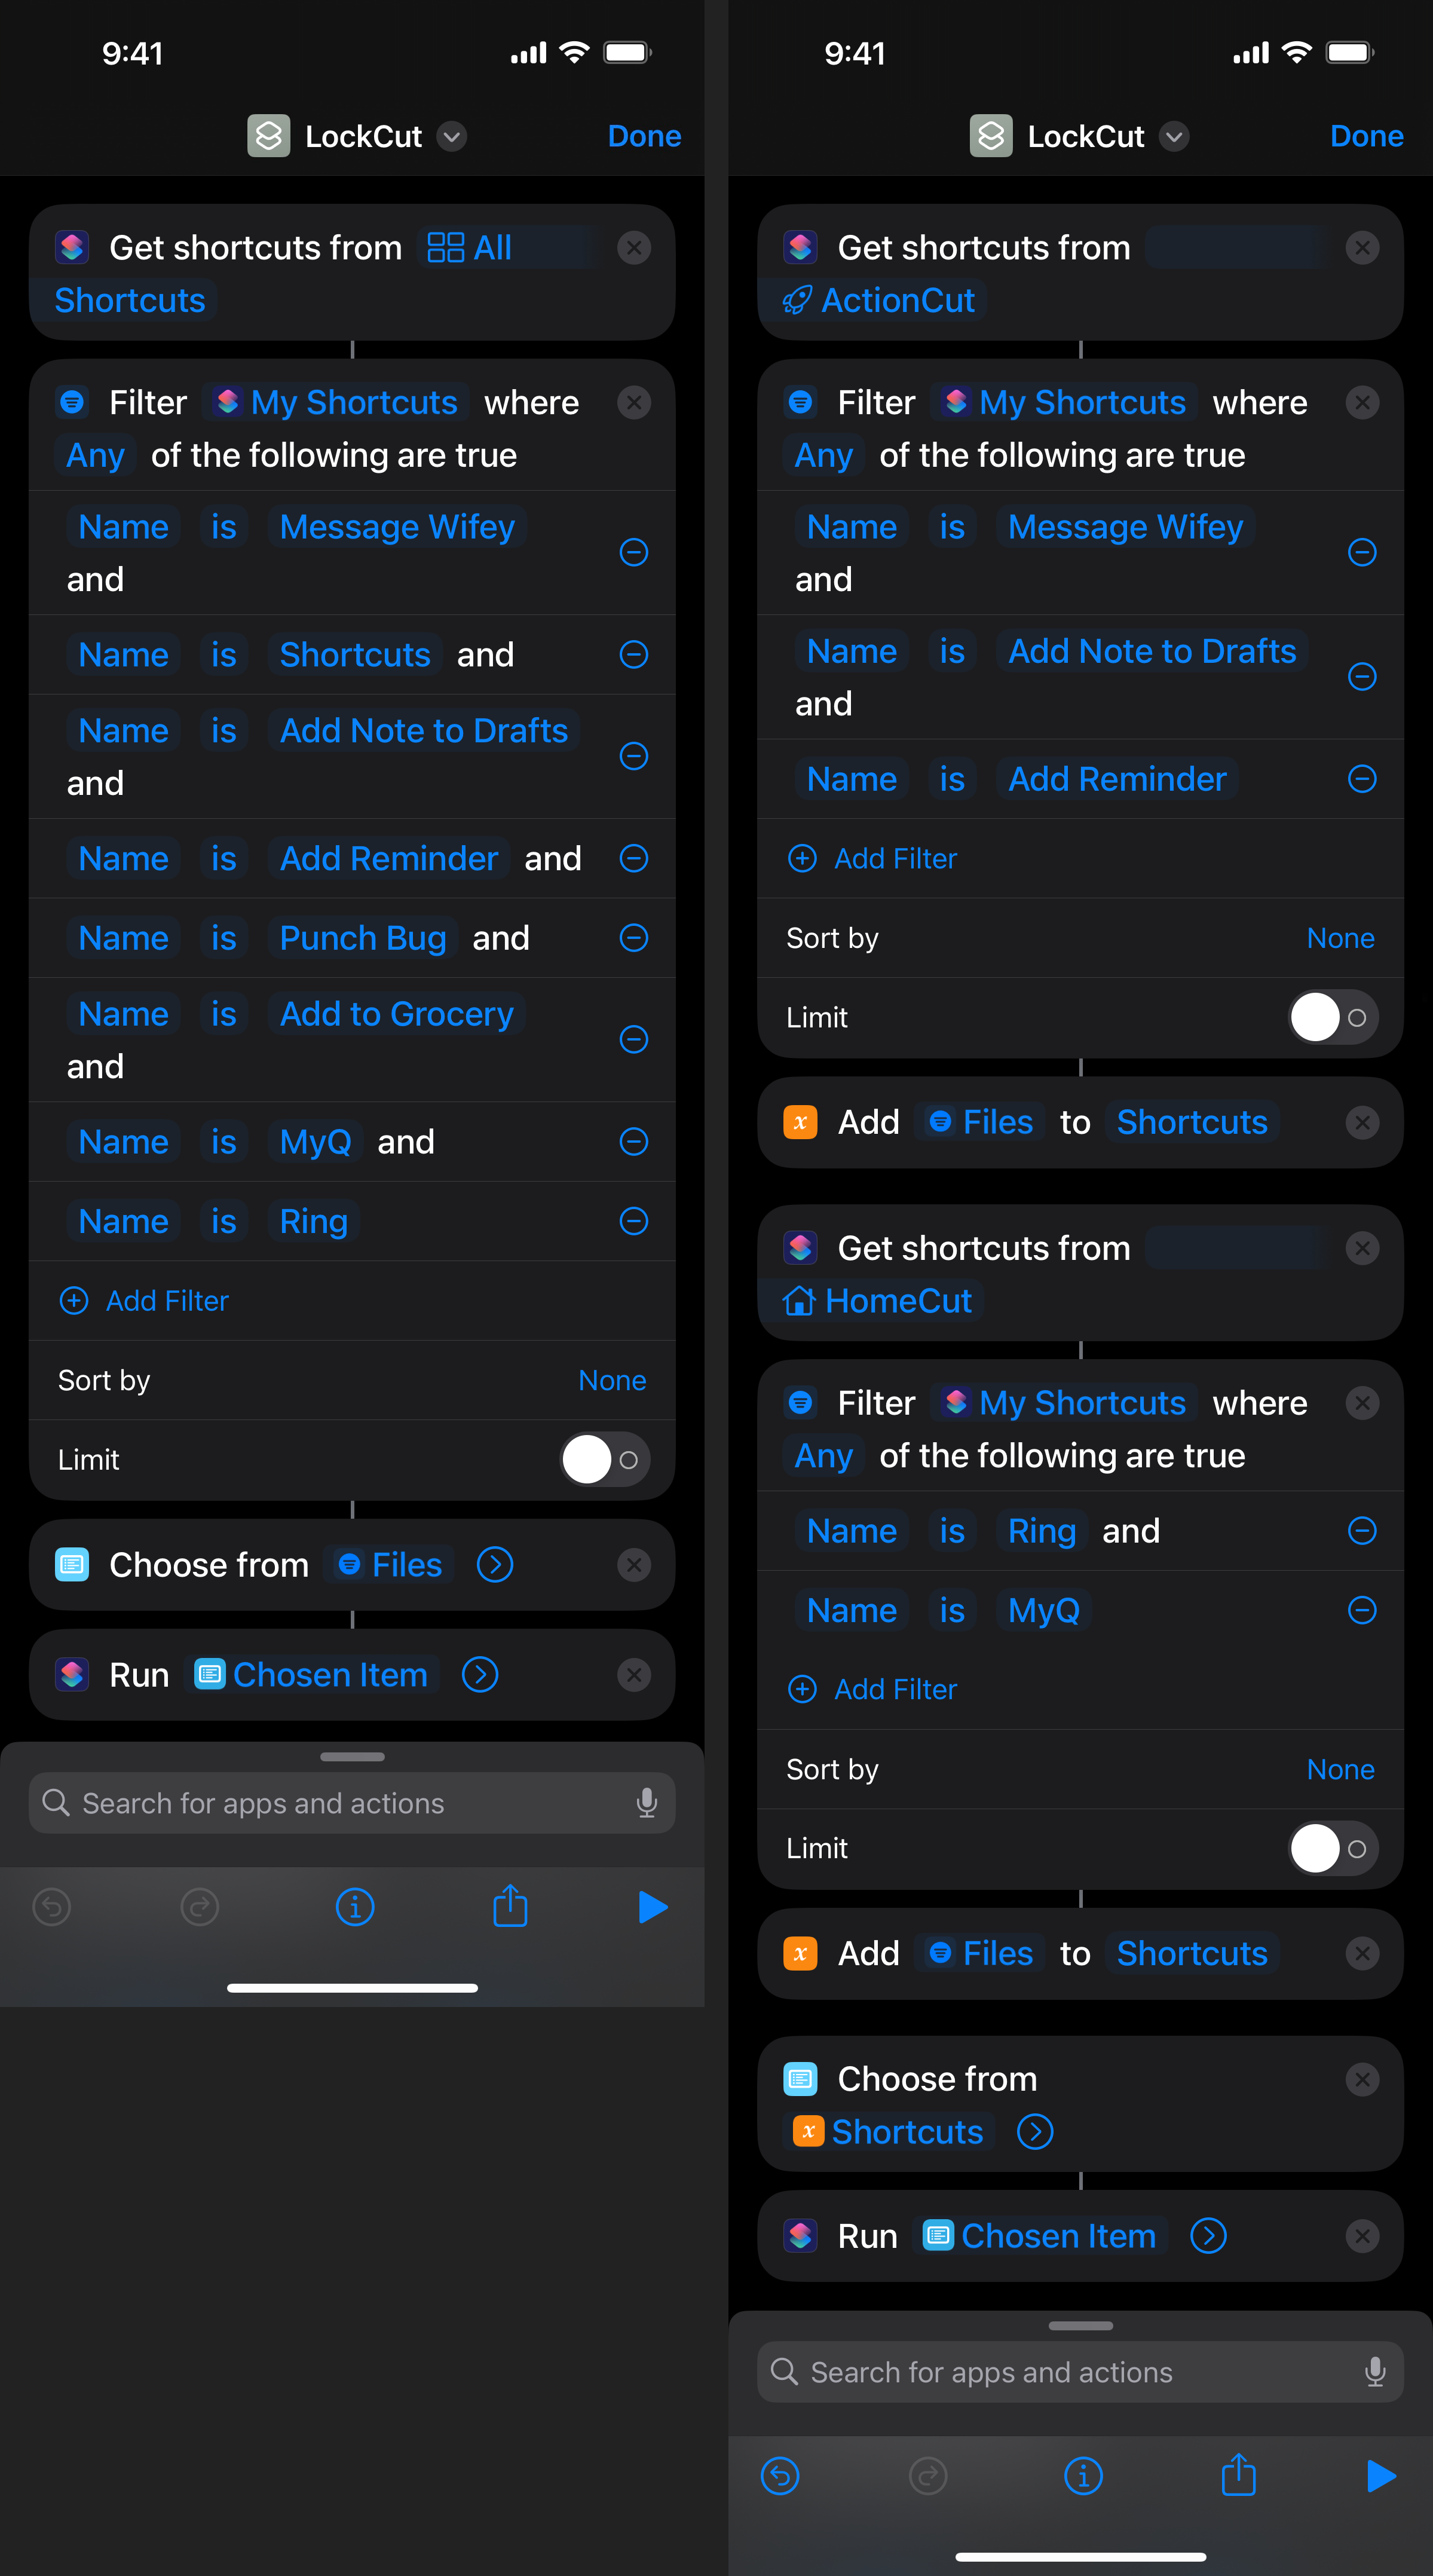 9:41
LockCut
Done
Get shortcuts from All
Shortcuts
Filter My Shortcuts where
Any of the following are true
Name is Message Wifey
and
Name is Shortcuts and
Name is Add Note to Drafts
and
Name is Add Reminder and
Name is Punch Bug and
Name is Add to Grocery
and
Name is MyQ and
Name is Ring
Add Filter
Sort by None
Limit
Choose from Files
Run Chosen Item
Search for apps and actions
9:41
LockCut
Done
Get shortcuts from
ActionCut
Filter My Shortcuts where
Any of the following are true
Name is Message Wifey
and
Name is Add Note to Drafts
and
Name is Add Reminder
Add Filter
Sort by None
Limit
Add Files to Shortcuts
Get shortcuts from
HomeCut
Filter My Shortcuts where
Any of the following are true
Name is Ring and
Name is MyQ
Add Filter
Sort by None
Limit
Add Files to Shortcuts
Choose from
Shortcuts
Run Chosen Item
Search for apps and actions